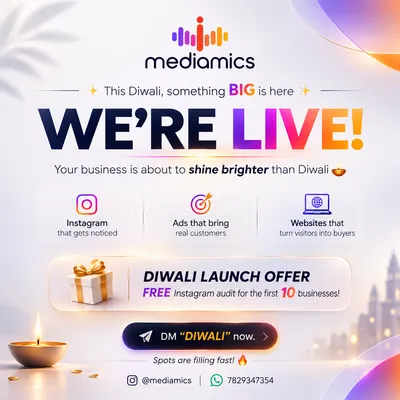 mediamics
This Diwali, something BIG is here
WE'RE LIVE!
Your business is about to shine brighter than Diwali
Instagram
that gets noticed
Ads that bring
real customers
Websites that
turn visitors into buyers
DIWALI LAUNCH OFFER
FREE Instagram audit for the first 10 businesses!
DM “DIWALI” now.
Spots are filling fast!
@mediamics | 7829347354